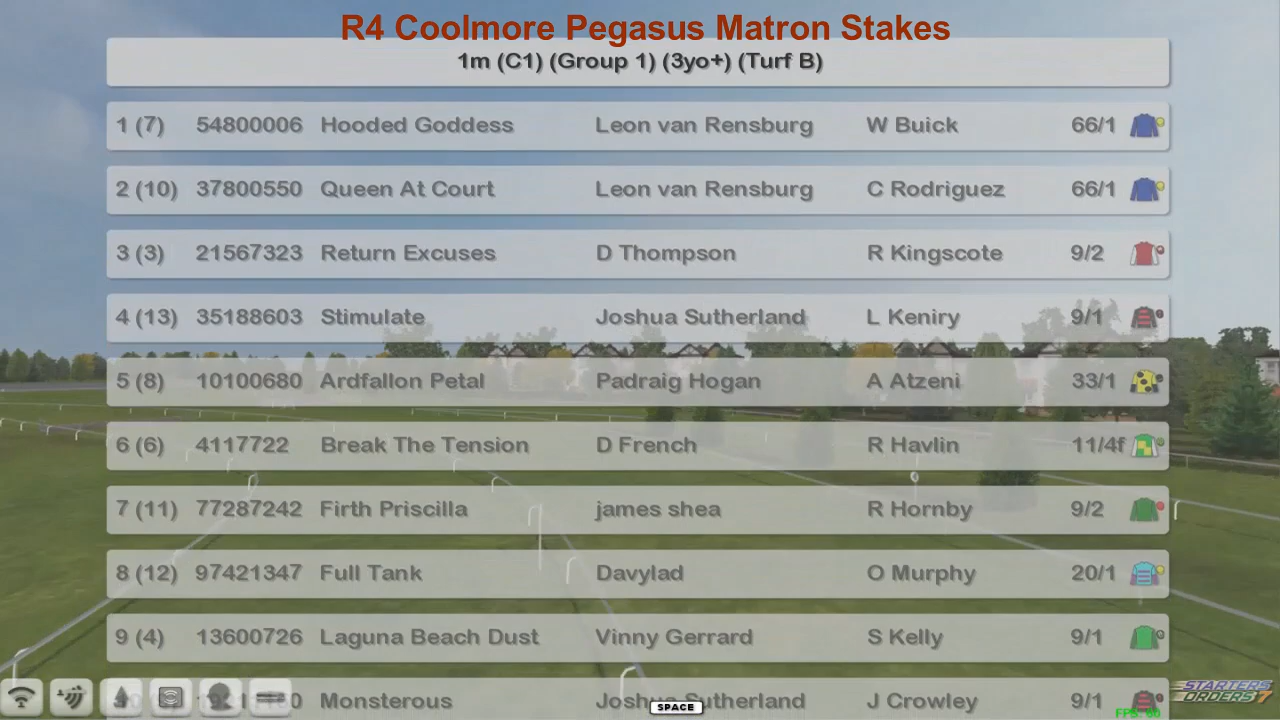 R4 Coolmore Pegasus Matron Stakes
1m (C1) (Group 1) (3yo+) (Turf B)
1 (7) 54800006 Hooded Goddess Leon van Rensburg W Buick 66/1
2 (10) 37800550 Queen At Court Leon van Rensburg C Rodriguez 66/1
3 (3) 21567323 Return Excuses D Thompson R Kingscote 9/2
4 (13) 35188603 Stimulate Joshua Sutherland L Keniry 9/1
5 (8) 10100680 Ardfallon Petal Padraig Hogan A Atzeni 33/1
6 (6) 4117722 Break The Tension D French R Havlin 11/4f
7 (11) 77287242 Firth Priscilla james shea R Hornby 9/2
8 (12) 97421347 Full Tank Davylad O Murphy 20/1
9 (4) 13600726 Laguna Beach Dust Vinny Gerrard S Kelly 9/1
Monsterous Joshua Sutherland J Crowley 9/1
SPACE
STARTERS ORDERS 7
FPS: 60